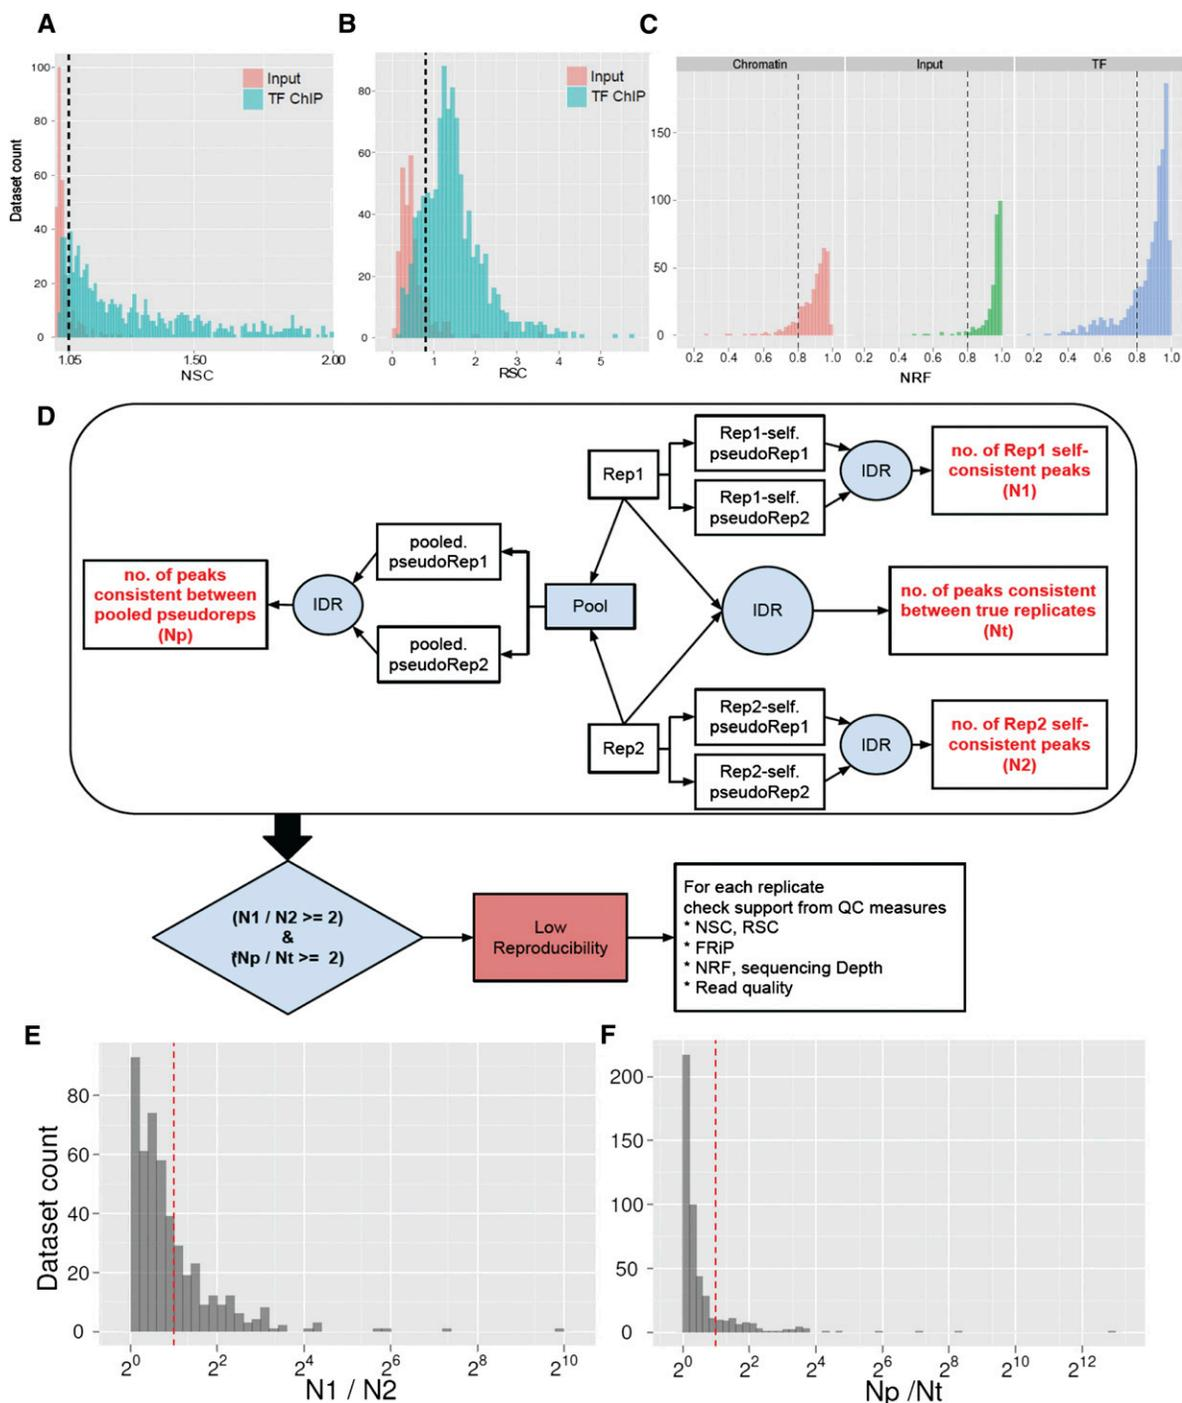 A
B
C
Dataset count
100
80
60
40
20
0
Input
TF ChIP
1.05
1.50
2.00
NSC
80
60
40
20
0
Input
TF ChIP
0
1
2
3
4
5
RSC
Chromatin
Input
TF
150
100
50
0
0.2 0.4 0.6 0.8 1.0
0.2 0.4 0.6 0.8 1.0
0.2 0.4 0.6 0.8 1.0
NRF
D
Rep1
Rep1-self.
pseudoRep1
Rep1-self.
pseudoRep2
IDR
no. of Rep1 self-
consistent peaks
(N1)
no. of peaks
consistent between
pooled pseudoreps
(Np)
IDR
pooled.
pseudoRep1
pooled.
pseudoRep2
Pool
IDR
no. of peaks consistent
between true replicates
(Nt)
Rep2
Rep2-self.
pseudoRep1
Rep2-self.
pseudoRep2
IDR
no. of Rep2 self-
consistent peaks
(N2)
(N1 / N2 >= 2)
&
(Np / Nt >= 2)
Low
Reproducibility
For each replicate
check support from QC measures
* NSC, RSC
* FRiP
* NRF, sequencing Depth
* Read quality
E
Dataset count
80
60
40
20
0
2^0 2^2 2^4 2^6 2^8 2^10
N1 / N2
F
200
150
100
50
0
2^0 2^2 2^4 2^6 2^8 2^10 2^12
Np /Nt